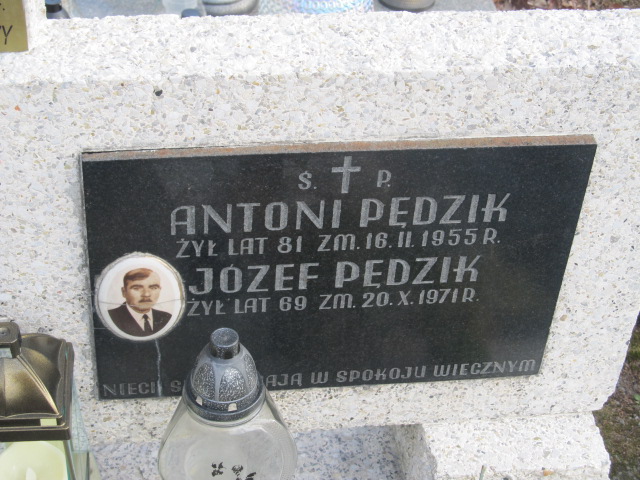 Ś. P.
ANTONI PĘDZIK
ŻYŁ LAT 81 ZM. 16. II. 1955 R.
JÓZEF PĘDZIK
ŻYŁ LAT 69 ZM. 20. X. 1971 R.
W SPOKOJU WIECZNYM